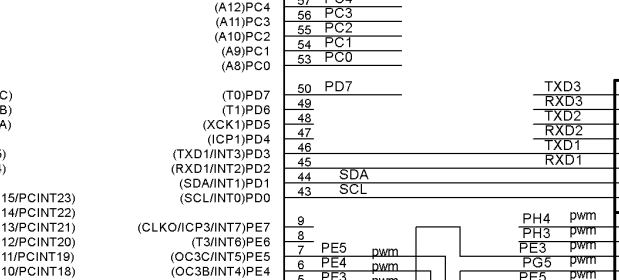 57 PC4
(A12)PC4 56 PC3
(A11)PC3 55 PC2
(A10)PC2 54 PC1
(A9)PC1 53 PC0
(A8)PC0
C) (T0)PD7 50 PD7 TXD3
B) (T1)PD6 49 RXD3
A) (XCK1)PD5 48 TXD2
(ICP1)PD4 47 RXD2
(TXD1/INT3)PD3 46 TXD1
(RXD1/INT2)PD2 45 RXD1
(SDA/INT1)PD1 44 SDA
15/PCINT23) (SCL/INT0)PD0 43 SCL
14/PCINT22)
13/PCINT21) (CLKO/ICP3/INT7)PE7 9 PH4 pwm
12/PCINT20) (T3/INT6)PE6 8 PH3 pwm
11/PCINT19) (OC3C/INT5)PE5 7 PE5 pwm PE3 pwm
10/PCINT18) (OC3B/INT4)PE4 6 PE4 pwm PG5 pwm
5 PE3 pwm PE5 pwm